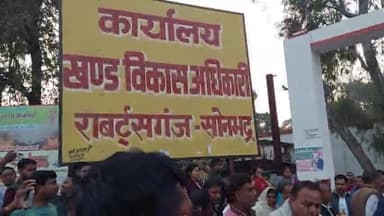 कार्यालय
खण्ड विकास अधिकारी
राबर्ट्सगंज-सोनभद्र